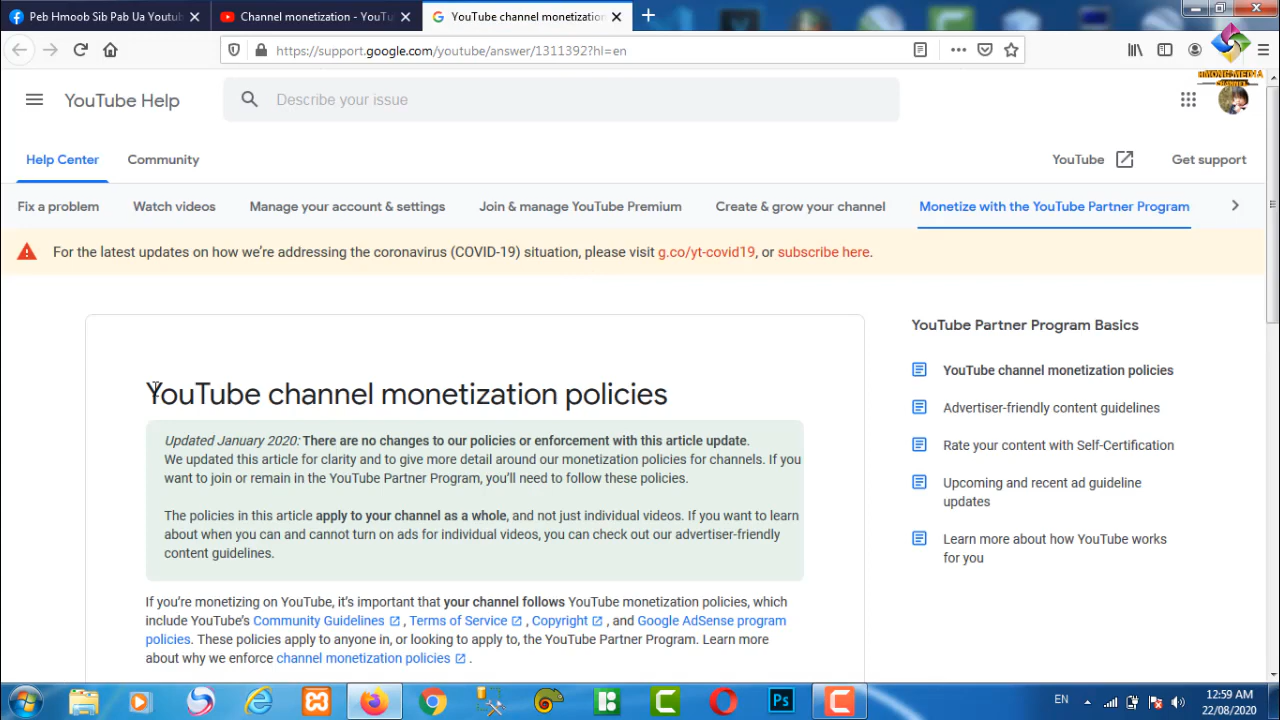 Peb Hmoob Sib Pab Ua Youtub
Channel monetization - YouTu
YouTube channel monetization
https://support.google.com/youtube/answer/1311392?hl=en
HMONGMEDIA
CHANNEL
YouTube Help
Describe your issue
Help Center
Community
YouTube
Get support
Fix a problem
Watch videos
Manage your account & settings
Join & manage YouTube Premium
Create & grow your channel
Monetize with the YouTube Partner Program
For the latest updates on how we're addressing the coronavirus (COVID-19) situation, please visit g.co/yt-covid19, or subscribe here.
YouTube channel monetization policies
Updated January 2020: There are no changes to our policies or enforcement with this article update.
We updated this article for clarity and to give more detail around our monetization policies for channels. If you
want to join or remain in the YouTube Partner Program, you'll need to follow these policies.
The policies in this article apply to your channel as a whole, and not just individual videos. If you want to learn
about when you can and cannot turn on ads for individual videos, you can check out our advertiser-friendly
content guidelines.
If you're monetizing on YouTube, it's important that your channel follows YouTube monetization policies, which
include YouTube's Community Guidelines , Terms of Service , Copyright , and Google AdSense program
policies. These policies apply to anyone in, or looking to apply to, the YouTube Partner Program. Learn more
about why we enforce channel monetization policies .
YouTube Partner Program Basics
YouTube channel monetization policies
Advertiser-friendly content guidelines
Rate your content with Self-Certification
Upcoming and recent ad guideline
updates
Learn more about how YouTube works
for you
Ps
EN
12:59 AM
22/08/2020